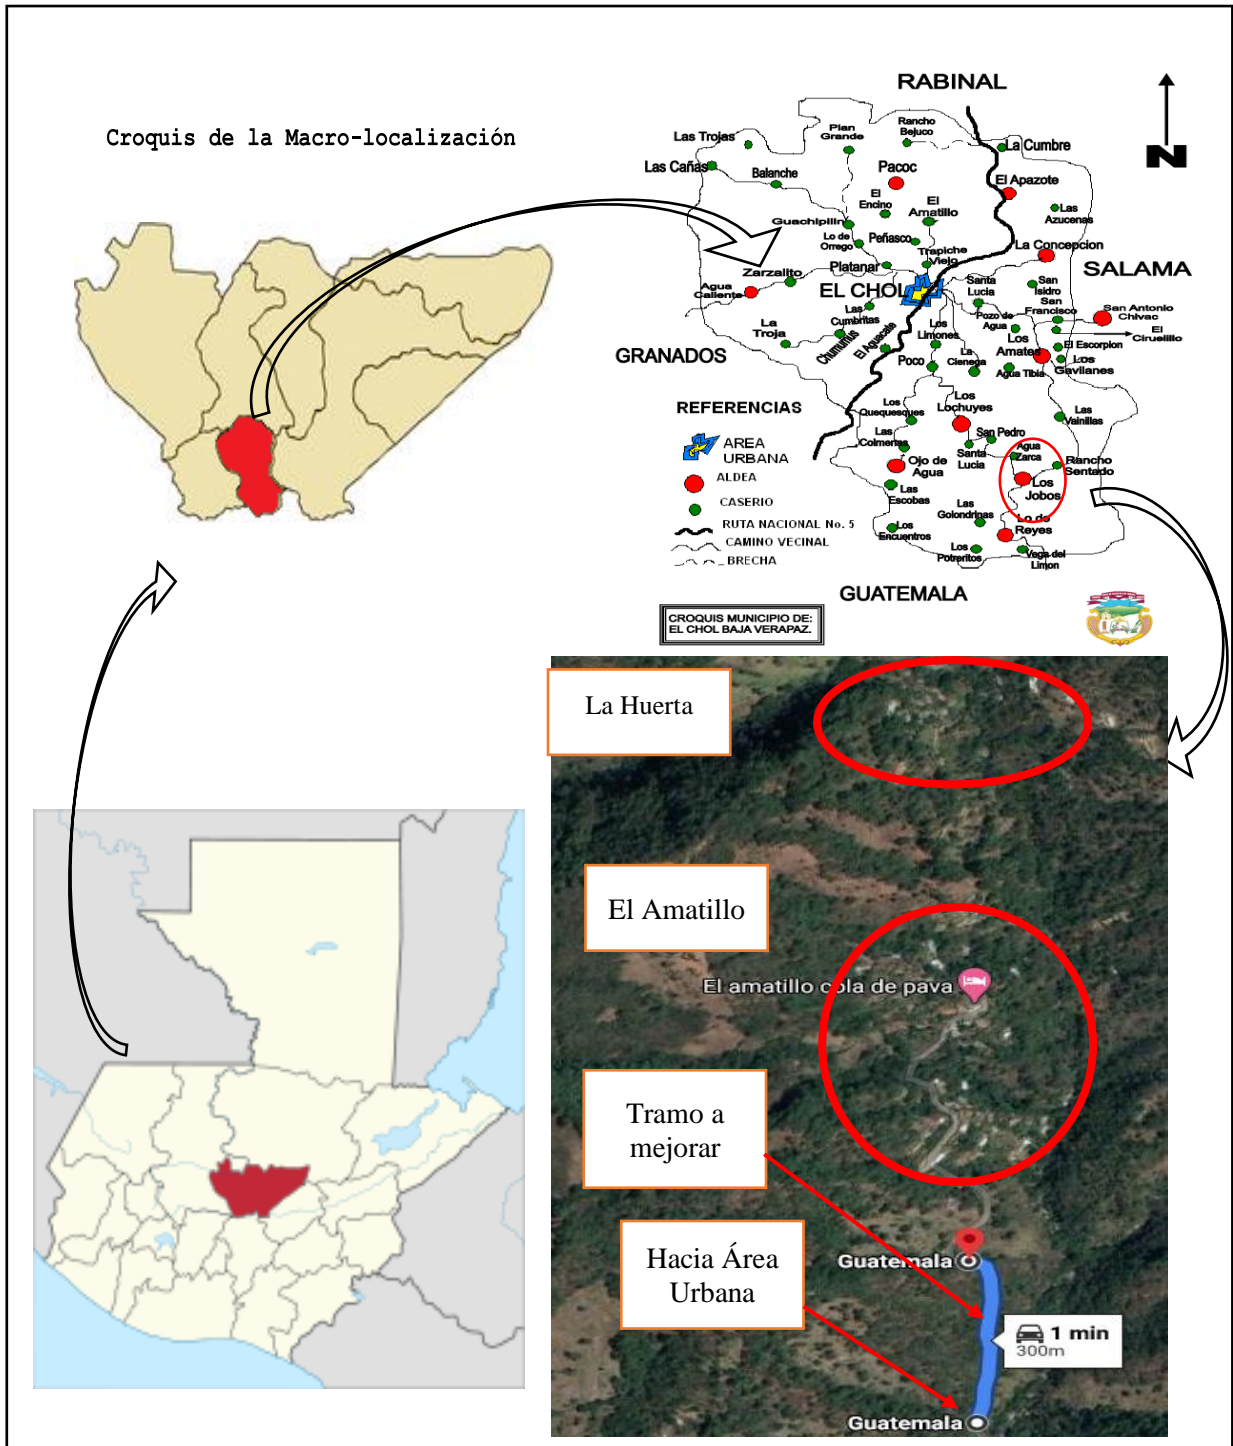 Croquis de la Macro-localización
RABINAL
N
Las Trojas
Plan
Grande
Rancho
Bejuco
La Cumbre
Las Cañas
Balanche
Pacoc
El Apazote
El
Encino
El
Amatillo
Las
Azucenas
Guachipilin
Lo de
Orrego
Peñasco
La Concepcion
Trapiche
Viejo
Platanar
Zarzalito
SALAMA
Agua
Caliente
EL CHOL
Santa
Lucia
San
Isidro
San
Francisco
San Antonio
Chivac
Las
Cumbritas
Pozo de
Agua
El
Ciruelillo
La
Troja
Chumumus
El Aguacate
Los
Limones
Los
Amates
El Escorpion
GRANADOS
Poco
La
Cienega
Agua Tibia
Los
Gavilanes
REFERENCIAS
Los
Quequesques
Los
Lochuyes
Las
Vainillas
AREA
URBANA
Las
Colmenas
San Pedro
Santa
Lucia
Agua
Zarca
Rancho
Sentado
ALDEA
Ojo de
Agua
Los
Jobos
CASERIO
Las
Escobas
Las
Golondrinas
Lo de
Reyes
RUTA NACIONAL No. 5
Los
Encuentros
CAMINO VECINAL
BRECHA
Los
Potreritos
Vega del
Limon
GUATEMALA
CROQUIS MUNICIPIO DE:
EL CHOL BAJA VERAPAZ.
La Huerta
El Amatillo
El amatillo cola de pava
Tramo a
mejorar
Hacia Área
Urbana
Guatemala
1 min
300m
Guatemala